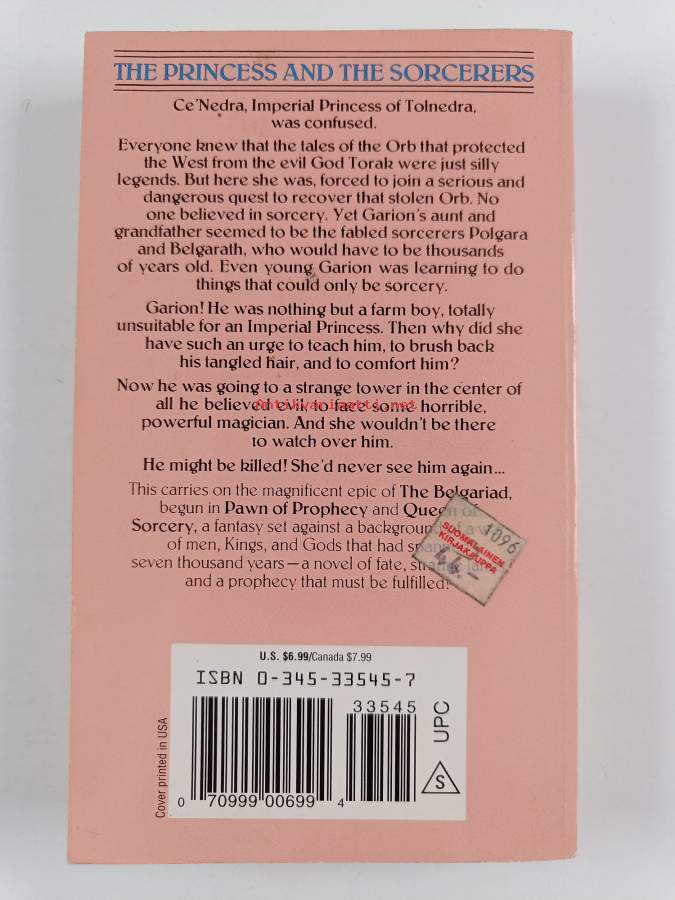 THE PRINCESS AND THE SORCERERS
Ce'Nedra, Imperial Princess of Tolnedra,
was confused.
Everyone knew that the tales of the Orb that protected
the West from the evil God Torak were just silly
legends. But here she was, forced to join a serious and
dangerous quest to recover that stolen Orb. No
one believed in sorcery. Yet Garion's aunt and
grandfather seemed to be the fabled sorcerers Polgara
and Belgarath, who would have to be thousands
of years old. Even young Garion was learning to do
things that could only be sorcery.
Garion! He was nothing but a farm boy, totally
unsuitable for an Imperial Princess. Then why did she
have such an urge to teach him, to brush back
his tangled hair, and to comfort him?
Now he was going to a strange tower in the center of
all he believed evil to face some horrible,
powerful magician. And she wouldn't be there
to watch over him.
He might be killed! She'd never see him again...
This carries on the magnificent epic of The Belgariad,
begun in Pawn of Prophecy and Queen of
Sorcery, a fantasy set against a background
of men, Kings, and Gods that had
seven thousand years—a novel of fate,
and a prophecy that must be fulfilled!
1096
SUOMALAINEN
KIRJAKAUPPA
44.-
U.S. $6.99/Canada $7.99
ISBN 0-345-33545-7
33545
0 70999 00699 4
UPC
S
Cover printed in USA